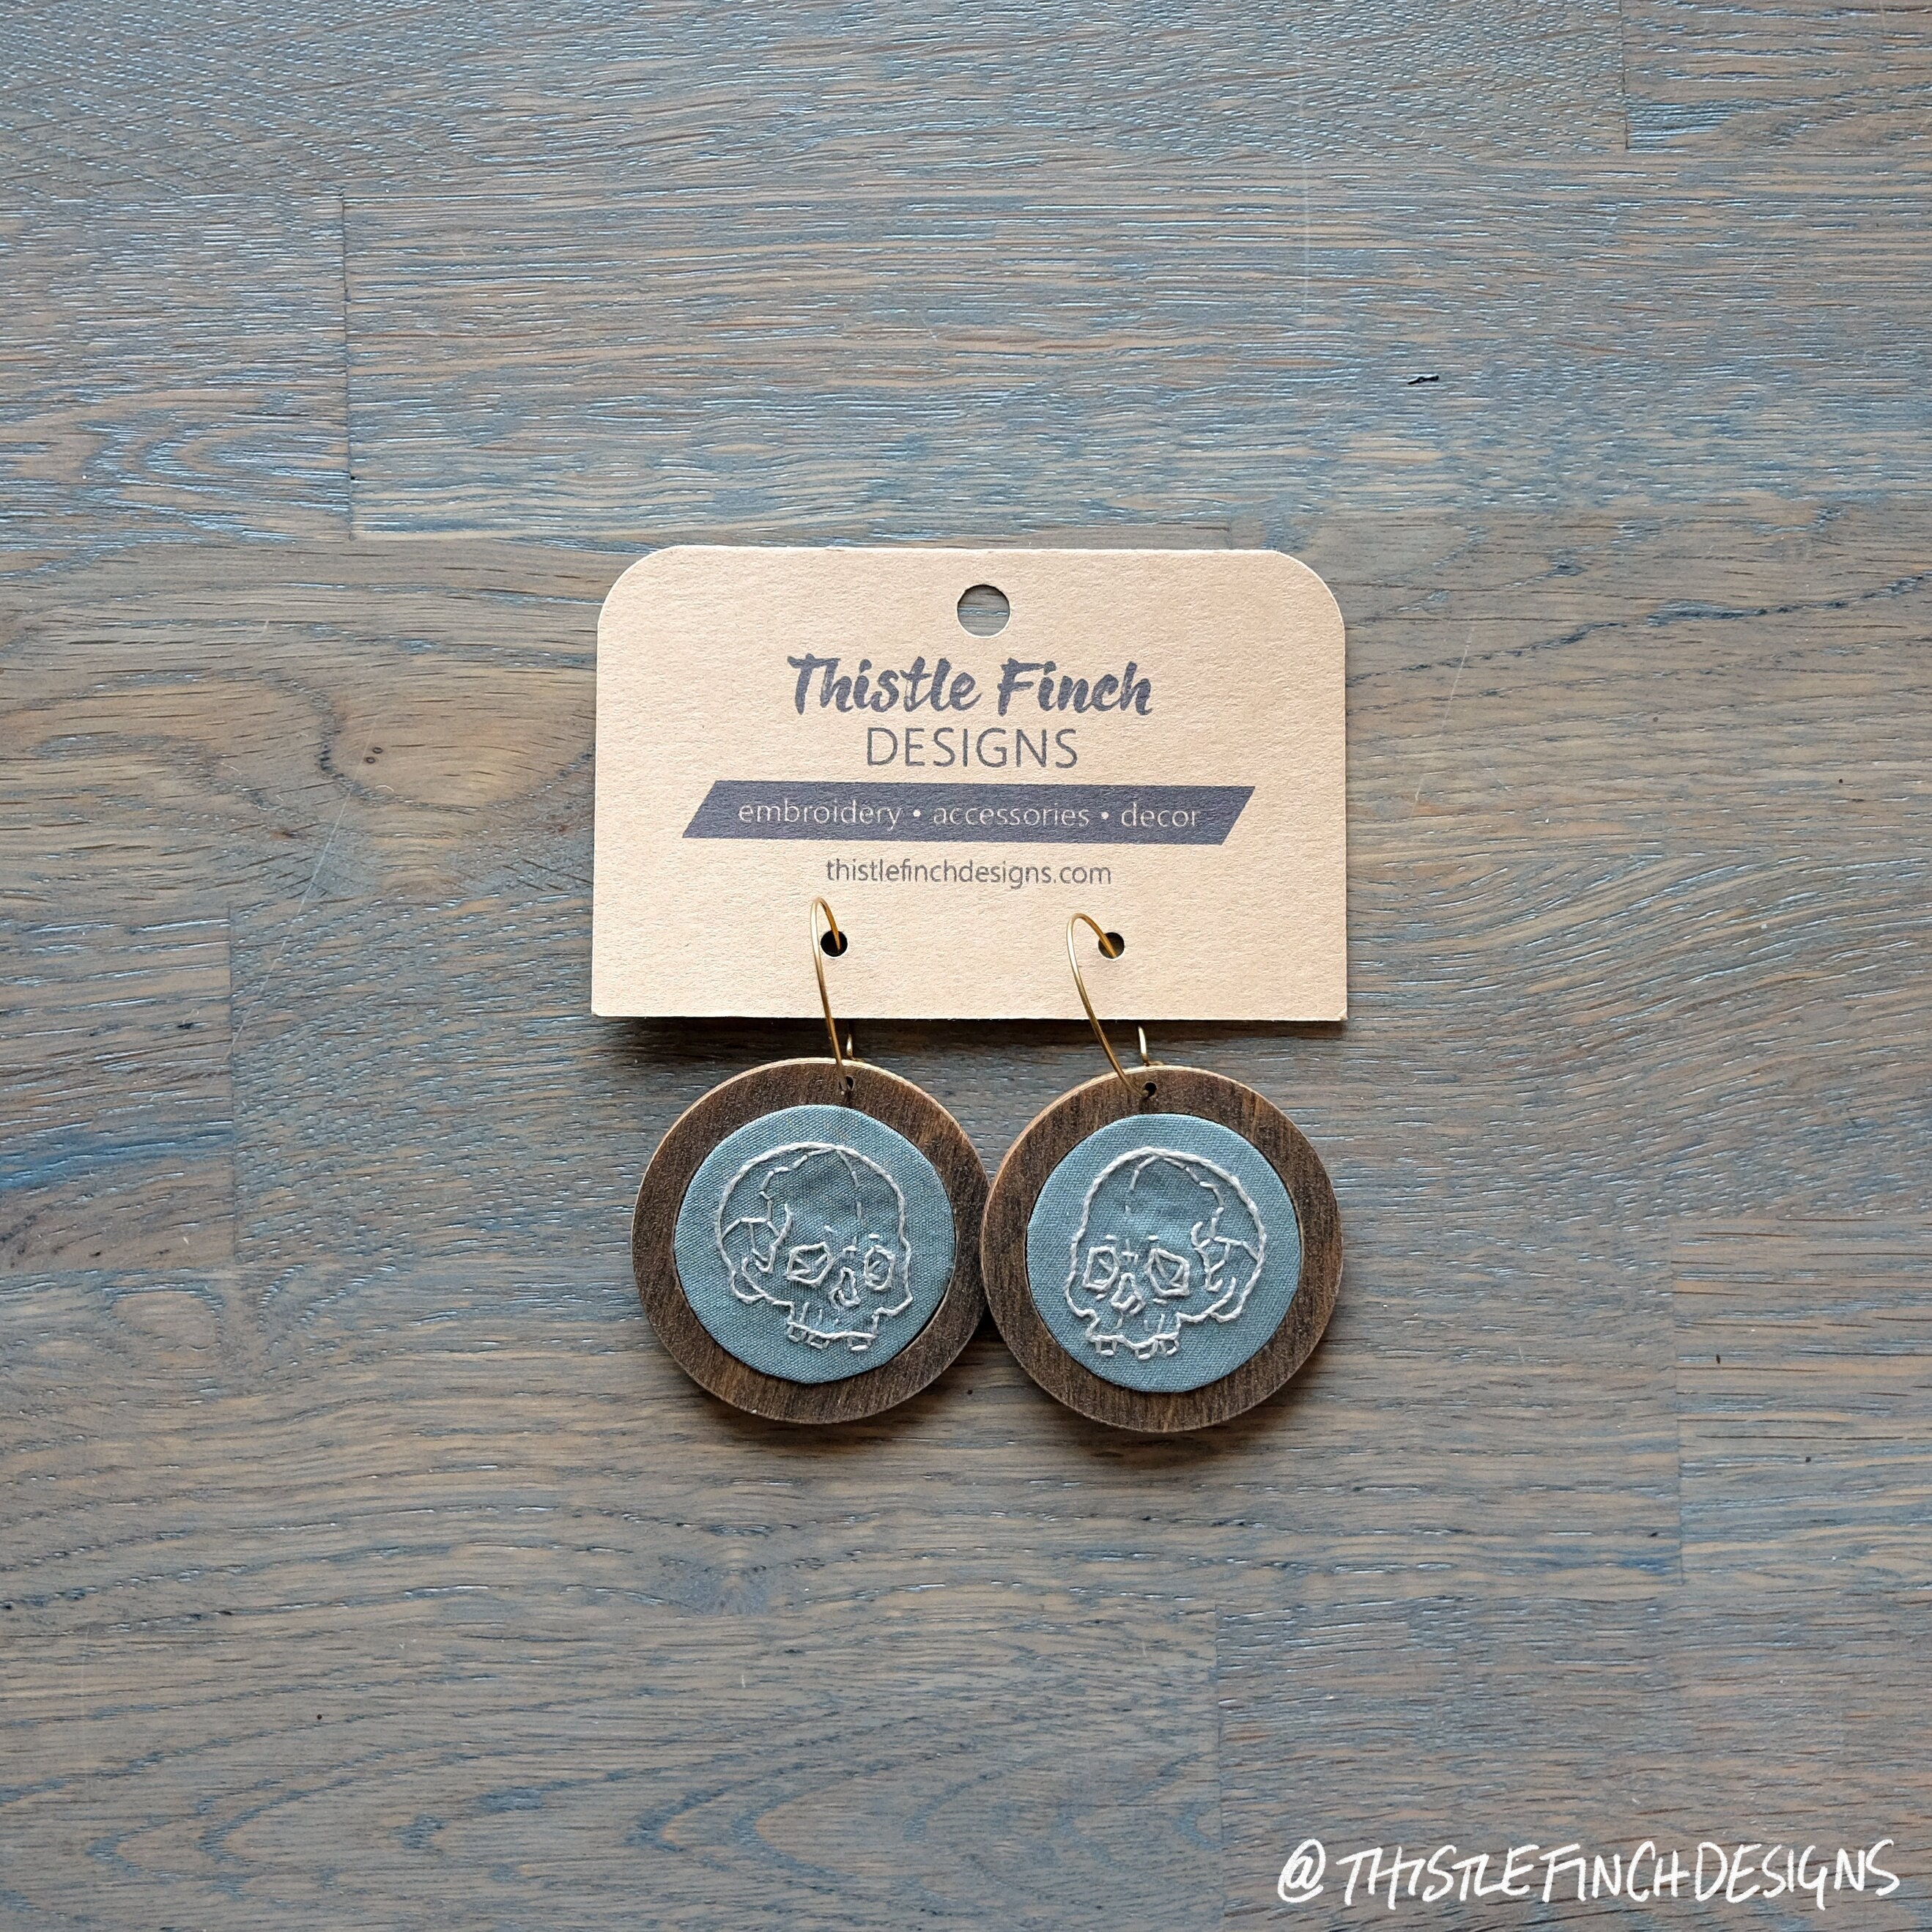 Thistle Finch
DESIGNS
embroidery • accessories • decor
thistlefinchdesigns.com
@THISTLEFINCHDESIGNS